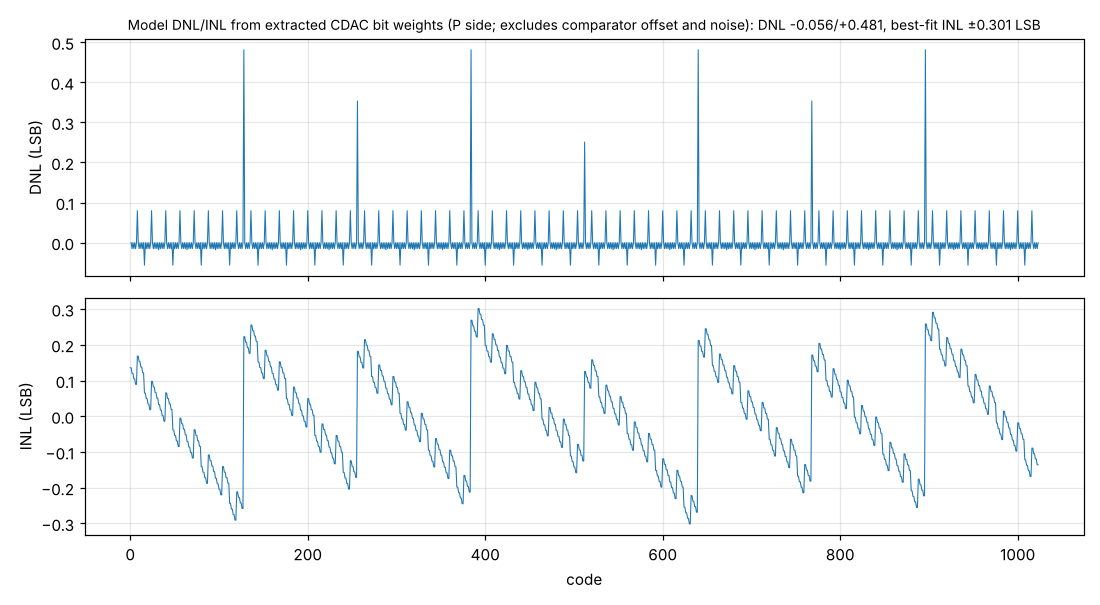 Model DNL/INL from extracted CDAC bit weights (P side; excludes comparator offset and noise): DNL -0.056/+0.481, best-fit INL ±0.301 LSB
0.5
0.4
0.3
0.2
0.1
0.0
DNL (LSB)
0.3
0.2
0.1
0.0
−0.1
−0.2
−0.3
INL (LSB)
0 200 400 600 800 1000
code